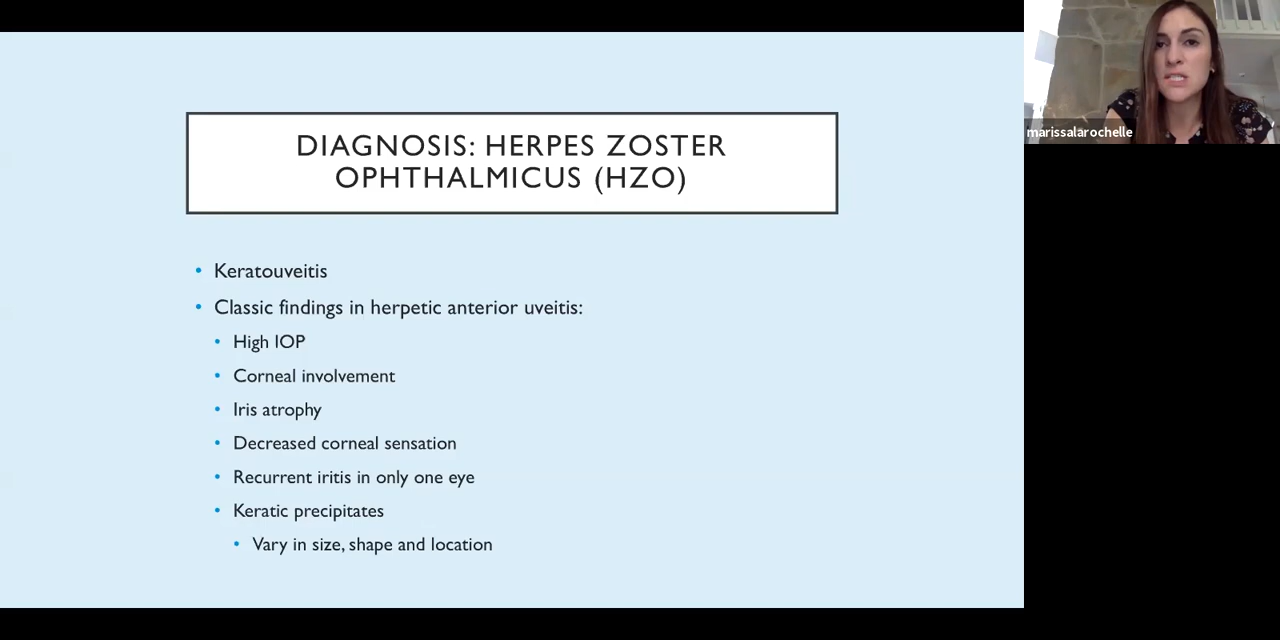 DIAGNOSIS: HERPES ZOSTER
OPHTHALMICUS (HZO)
• Keratouveitis
• Classic findings in herpetic anterior uveitis:
• High IOP
• Corneal involvement
• Iris atrophy
• Decreased corneal sensation
• Recurrent iritis in only one eye
• Keratic precipitates
• Vary in size, shape and location
marissalarochelle